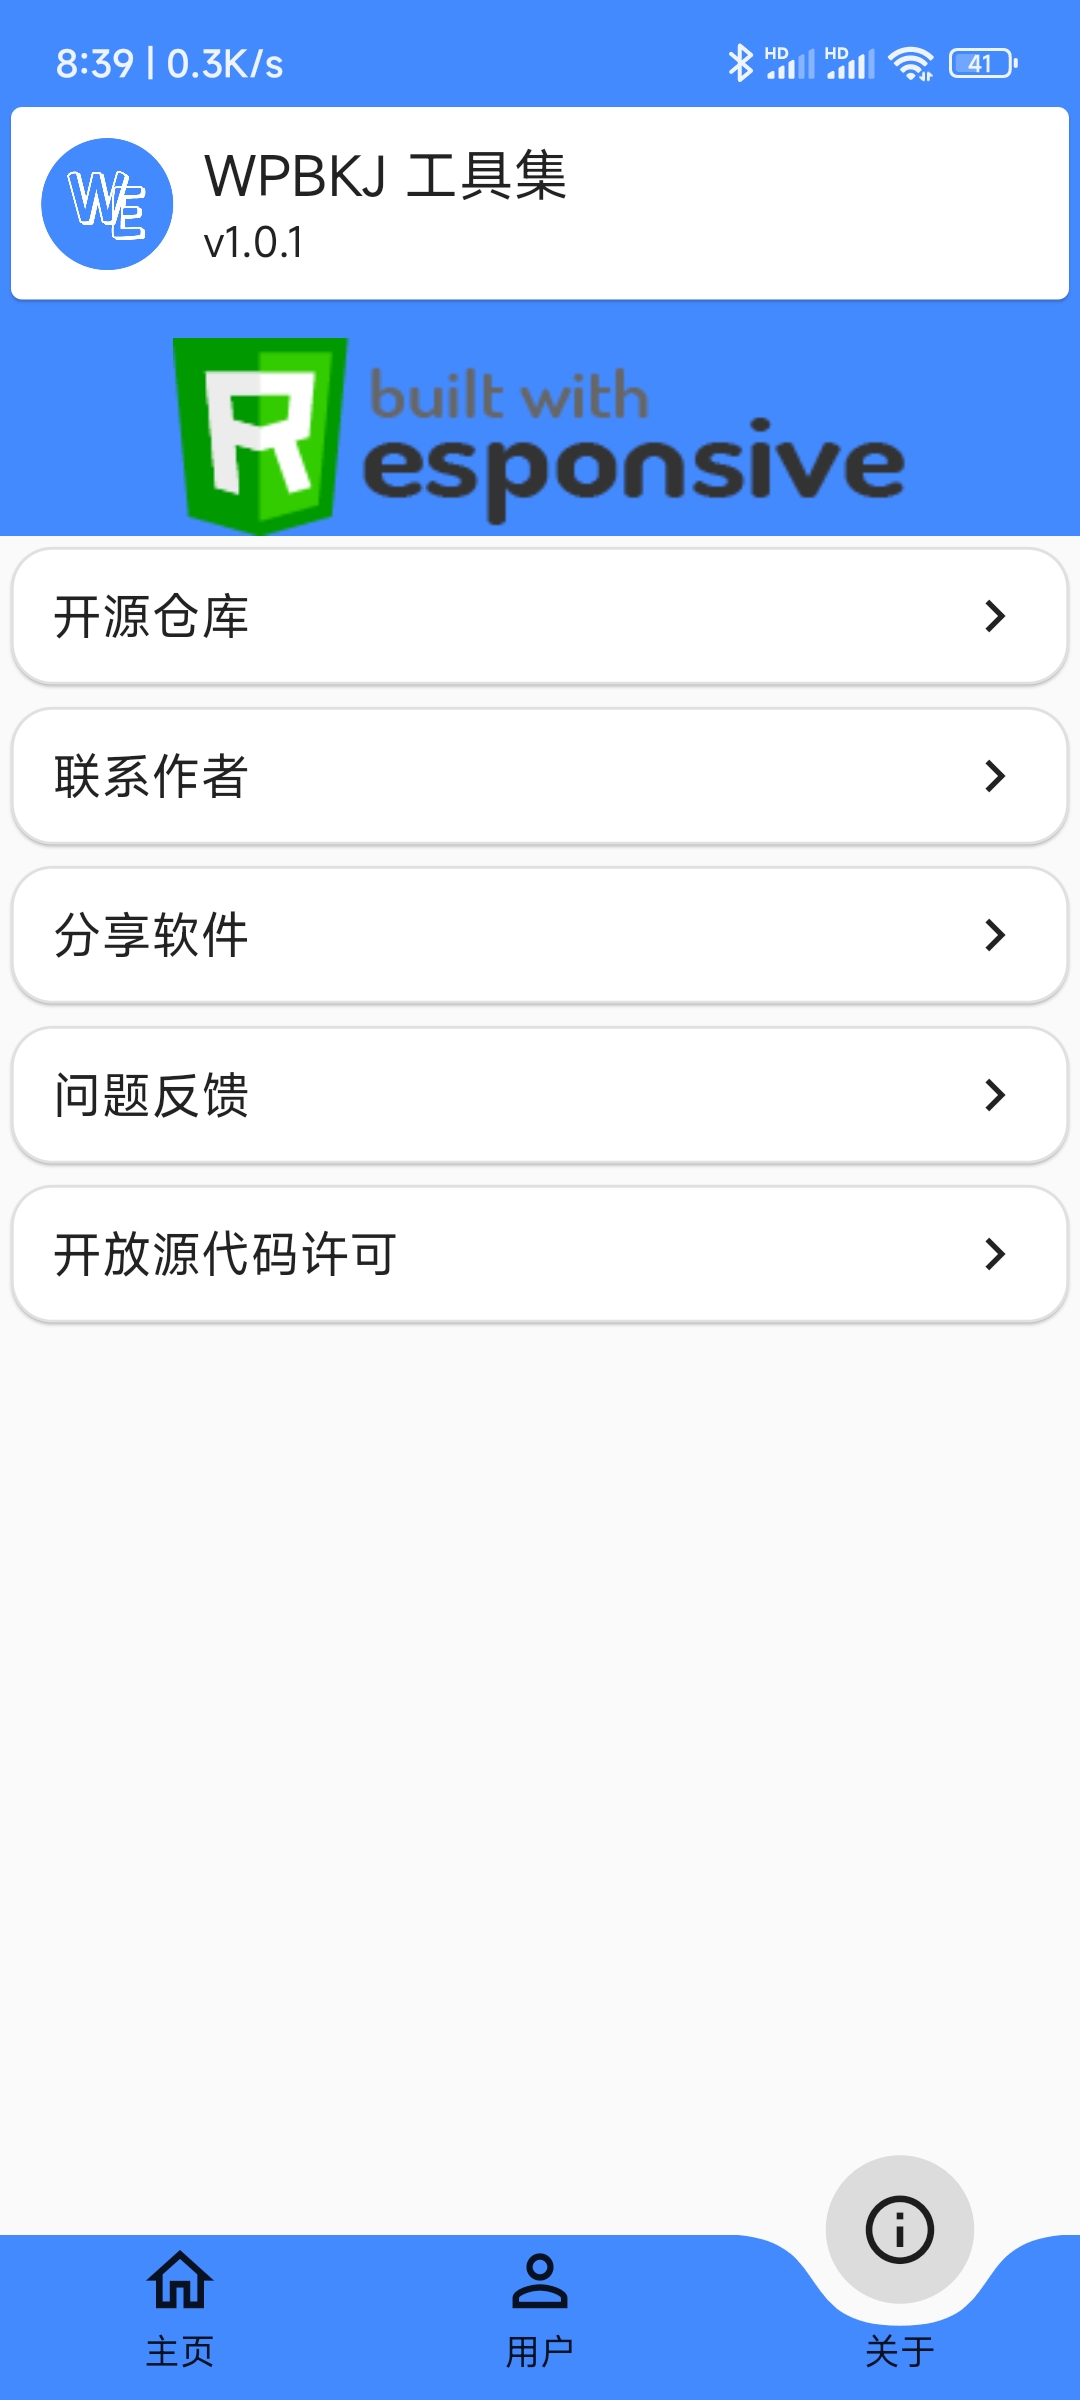 8:39 | 0.3K/s HD HD 41
WE
WPBKJ 工具集
v1.0.1
R
built with
esponsive
开源仓库
联系作者
分享软件
问题反馈
开放源代码许可
主页 用户 关于